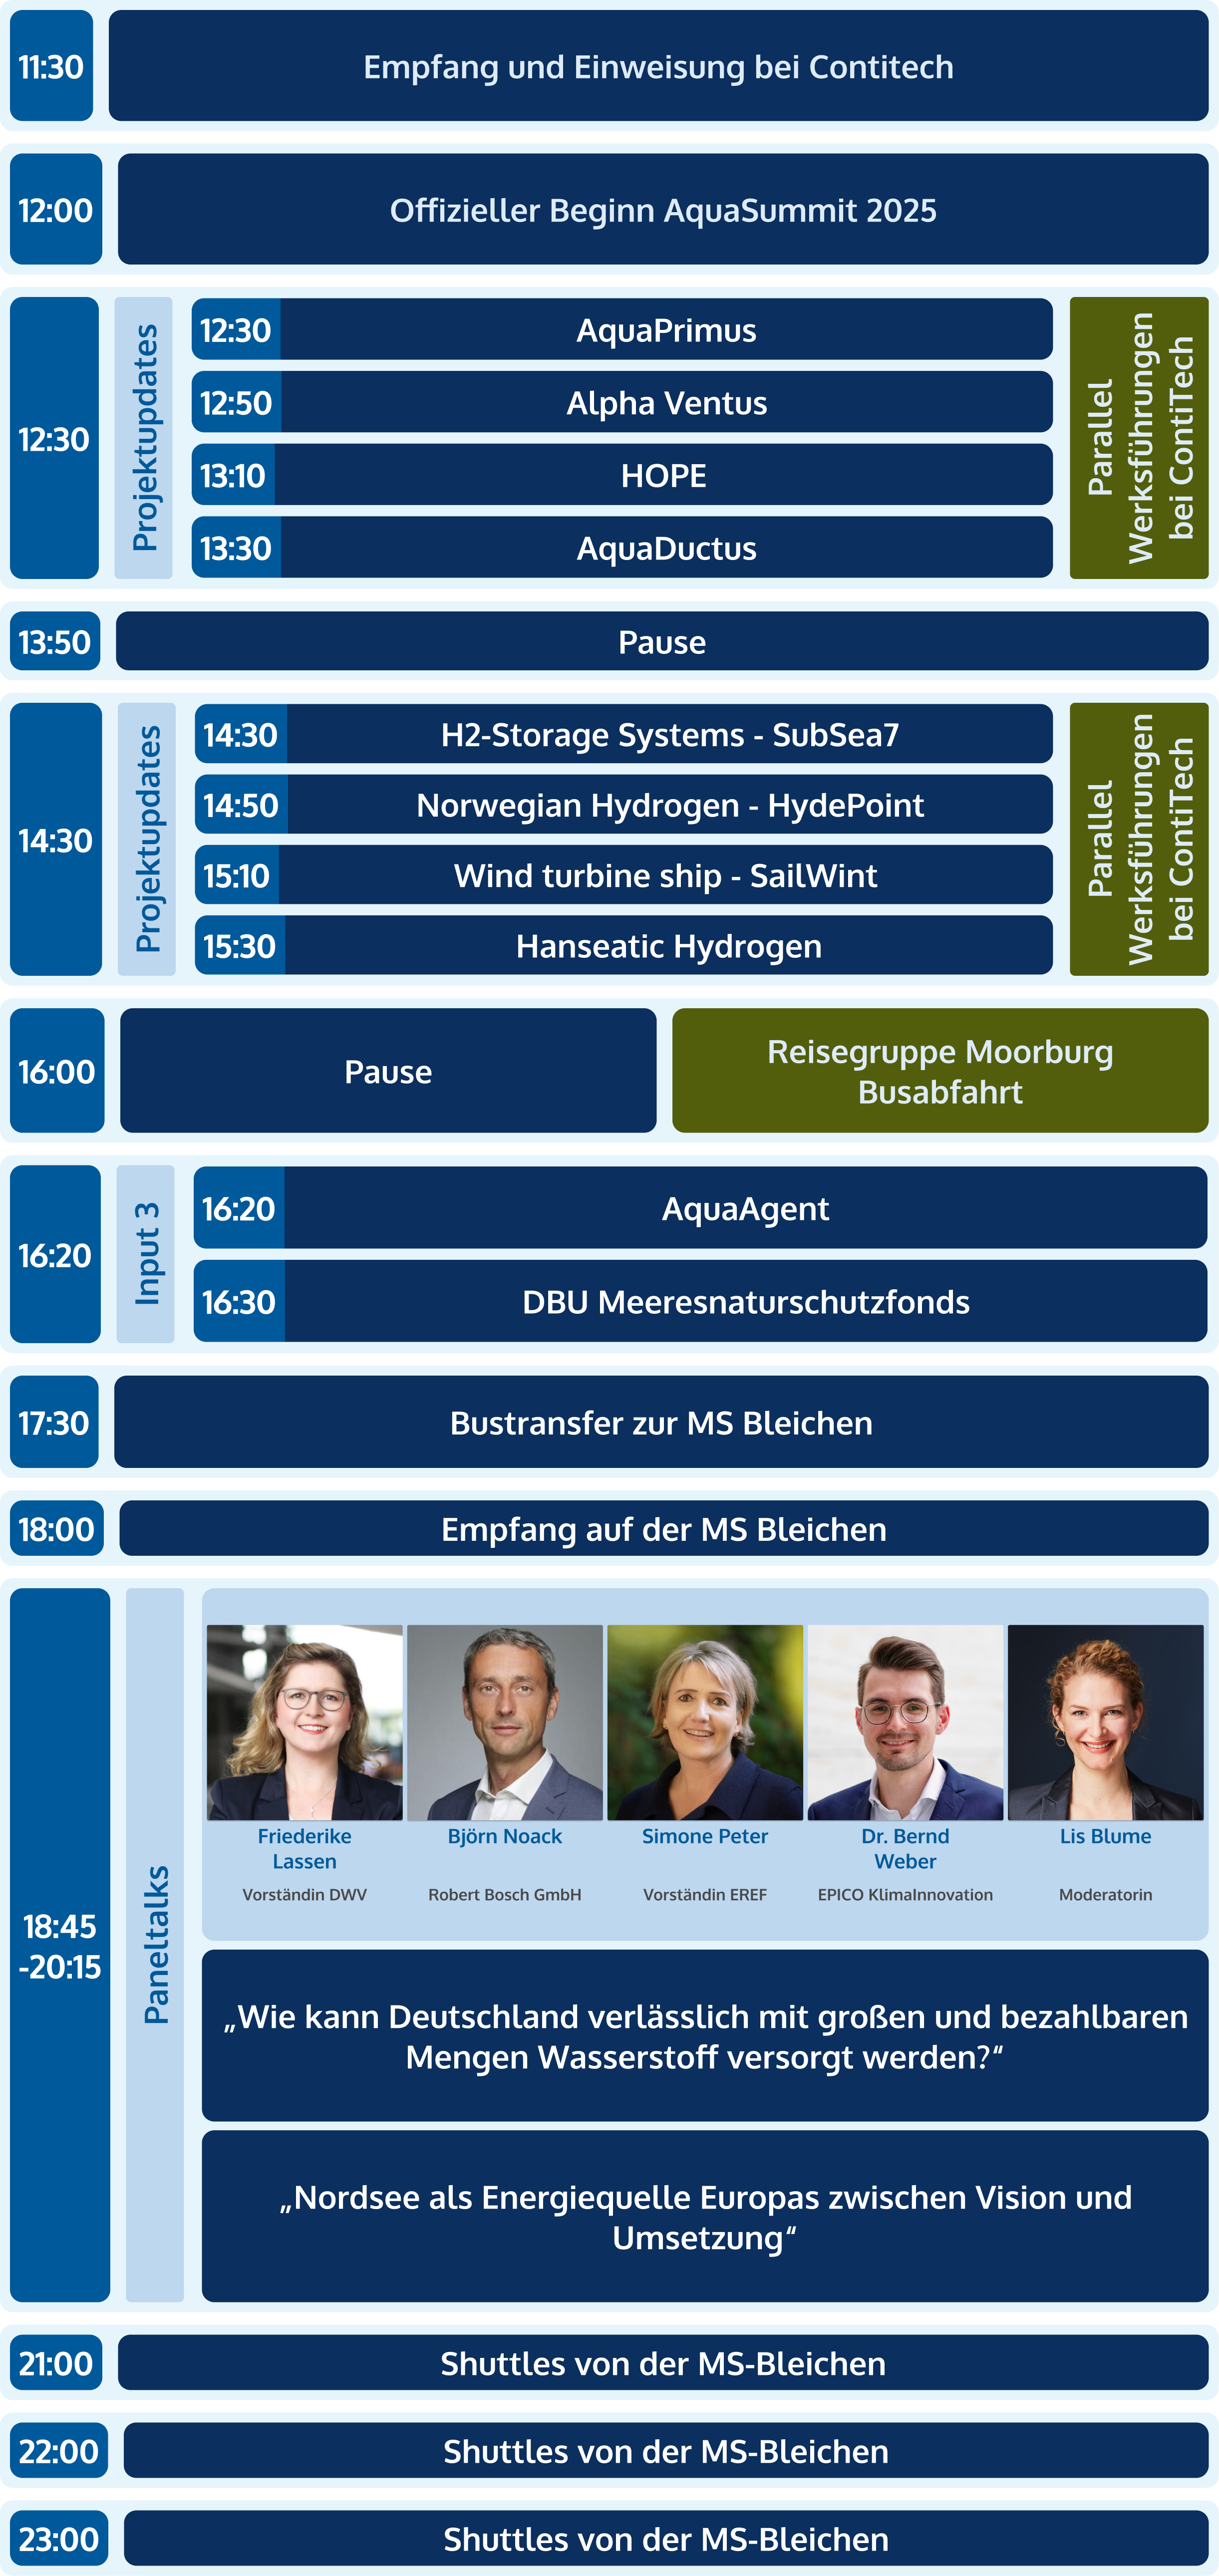 11:30
Empfang und Einweisung bei Contitech
12:00
Offizieller Beginn AquaSummit 2025
12:30
Projektupdates
12:30
AquaPrimus
12:50
Alpha Ventus
13:10
HOPE
13:30
AquaDuctus
Parallel
Werksführungen
bei ContiTech
13:50
Pause
14:30
Projektupdates
14:30
H2-Storage Systems - SubSea7
14:50
Norwegian Hydrogen - HydePoint
15:10
Wind turbine ship - SailWint
15:30
Hanseatic Hydrogen
Parallel
Werksführungen
bei ContiTech
16:00
Pause
Reisegruppe Moorburg
Busabfahrt
16:20
Input 3
16:20
AquaAgent
16:30
DBU Meeresnaturschutzfonds
17:30
Bustransfer zur MS Bleichen
18:00
Empfang auf der MS Bleichen
18:45
-20:15
Paneltalks
Friederike
Lassen
Vorständin DWV
Björn Noack
Robert Bosch GmbH
Simone Peter
Vorständin EREF
Dr. Bernd
Weber
EPICO KlimaInnovation
Lis Blume
Moderatorin
„Wie kann Deutschland verlässlich mit großen und bezahlbaren
Mengen Wasserstoff versorgt werden?“
„Nordsee als Energiequelle Europas zwischen Vision und
Umsetzung“
21:00
Shuttles von der MS-Bleichen
22:00
Shuttles von der MS-Bleichen
23:00
Shuttles von der MS-Bleichen